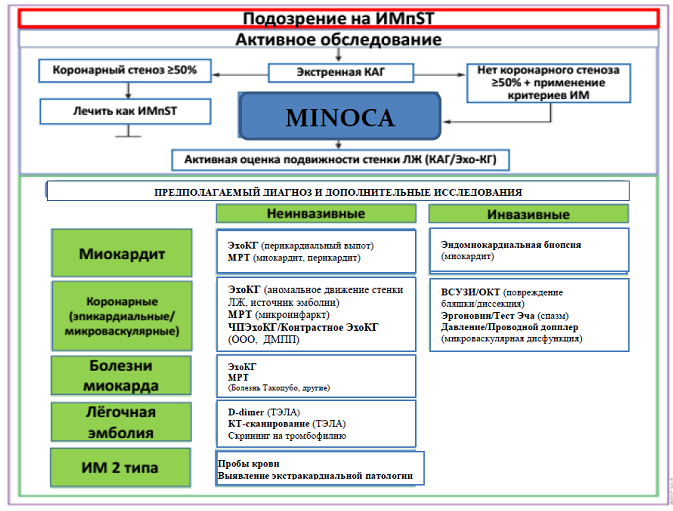 Подозрение на ИМпST
Активное обследование
Коронарный стеноз ≥50%
Экстренная КАГ
Нет коронарного стеноза
≥50% + применение
критериев ИМ
Лечить как ИМпST
MINOCA
Активная оценка подвижности стенки ЛЖ (КАГ/Эхо-КГ)
ПРЕДПОЛАГАЕМЫЙ ДИАГНОЗ И ДОПОЛНИТЕЛЬНЫЕ ИССЛЕДОВАНИЯ
Неинвазивные
Инвазивные
Миокардит
ЭхоКГ (перикардиальный выпот)
МРТ (миокардит, перикардит)
Эндомиокардиальная биопсия
(миокардит)
Коронарные
(эпикардиальные/
микроваскулярные)
ЭхоКГ (аномальное движение стенки
ЛЖ, источник эмболии)
МРТ (микроинфаркт)
ЧПЭхоКГ/Контрастное ЭхоКГ
(ООО, ДМПП)
ВСУЗИ/ОКТ (повреждение
бляшки/диссекция)
Эргоновин/Тест Эча (спазм)
Давление/Проводной допплер
(микроваскулярная дисфункция)
Болезни
миокарда
ЭхоКГ
МРТ
(Болезнь Такоцубо, другие)
Лёгочная
эмболия
D-dimer (ТЭЛА)
КТ-сканирование (ТЭЛА)
Скрининг на тромбофилию
ИМ 2 типа
Пробы крови
Выявление экстракадиальной патологии